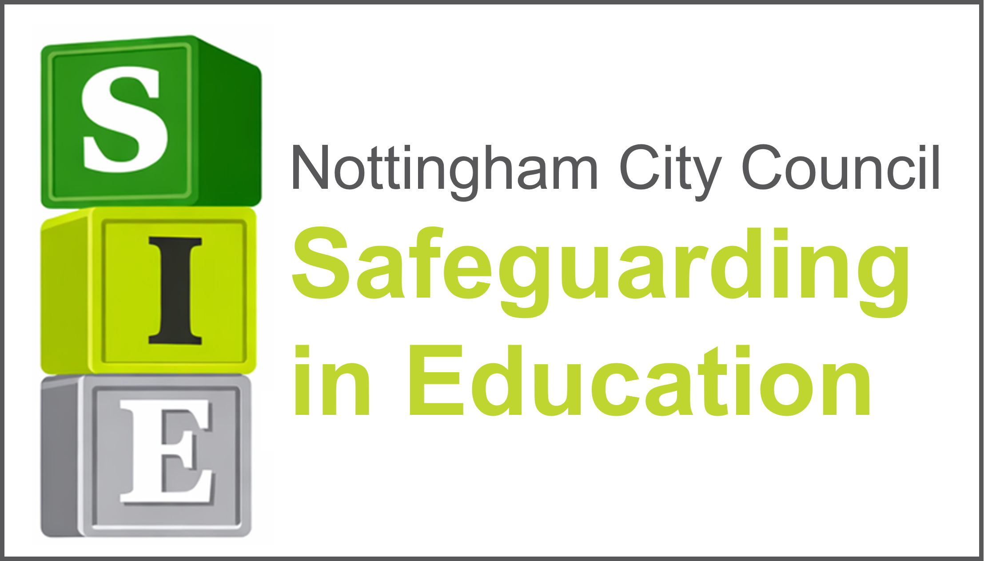 S
I
E
Nottingham City Council
Safeguarding
in Education